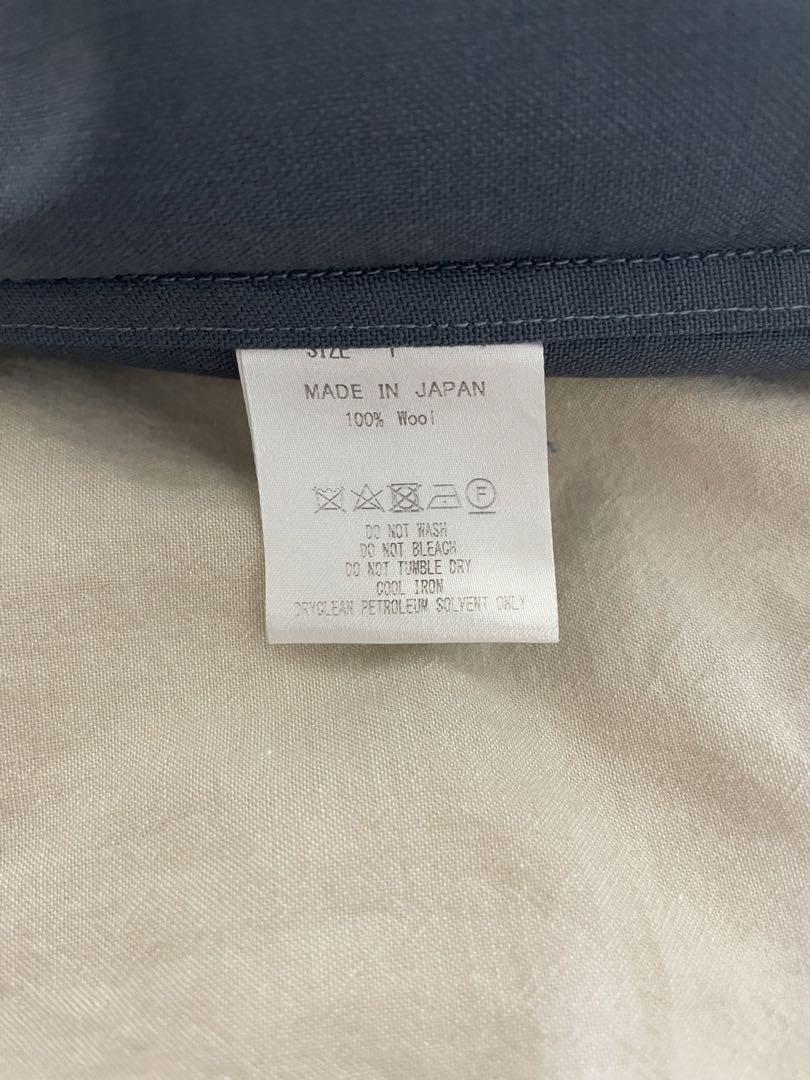 SIZE 1
MADE IN JAPAN
100% Wool
F
DO NOT WASH
DO NOT BLEACH
DO NOT TUMBLE DRY
COOL IRON
DRYCLEAN PETROLEUM SOLVENT ONLY